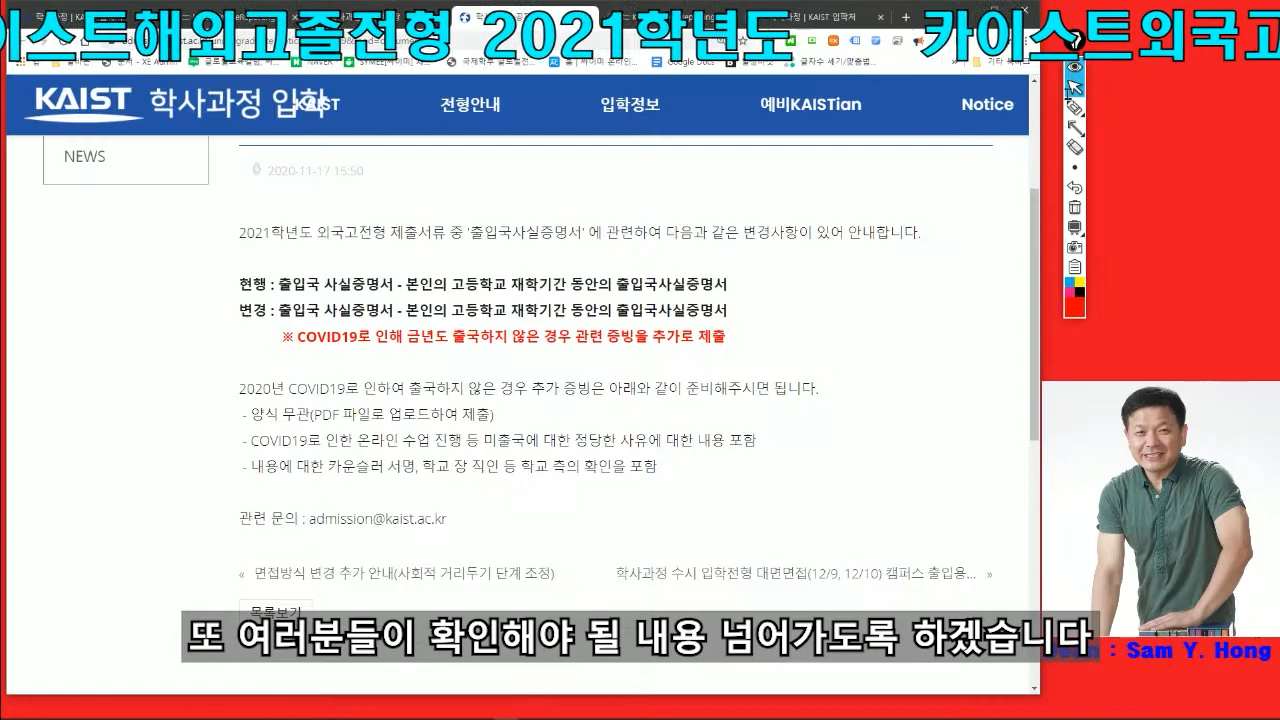 이스트해외고졸전형 2021학년도 카이스트외국고
KAIST 학사과정 입학
KAIST 전형안내 입학정보 예비KAISTian Notice
NEWS
2020-11-17 15:50
2021학년도 외국고전형 제출서류 중 '출입국사실증명서' 에 관련하여 다음과 같은 변경사항이 있어 안내합니다.
현행 : 출입국 사실증명서 - 본인의 고등학교 재학기간 동안의 출입국사실증명서
변경 : 출입국 사실증명서 - 본인의 고등학교 재학기간 동안의 출입국사실증명서
※ COVID19로 인해 금년도 출국하지 않은 경우 관련 증빙을 추가로 제출
2020년 COVID19로 인하여 출국하지 않은 경우 추가 증빙은 아래와 같이 준비해주시면 됩니다.
- 양식 무관(PDF 파일로 업로드하여 제출)
- COVID19로 인한 온라인 수업 진행 등 미출국에 대한 정당한 사유에 대한 내용 포함
- 내용에 대한 카운슬러 서명, 학교 장 직인 등 학교 측의 확인을 포함
관련 문의 : admission@kaist.ac.kr
« 면접방식 변경 추가 안내(사회적 거리두기 단계 조정)
학사과정 수시 입학전형 대면면접(12/9, 12/10) 캠퍼스 출입용... »
목록보기
또 여러분들이 확인해야 될 내용 넘어가도록 하겠습니다
: Sam Y. Hong